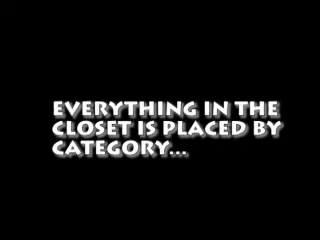 EVERYTHING IN THE
CLOSET IS PLACED BY
CATEGORY...